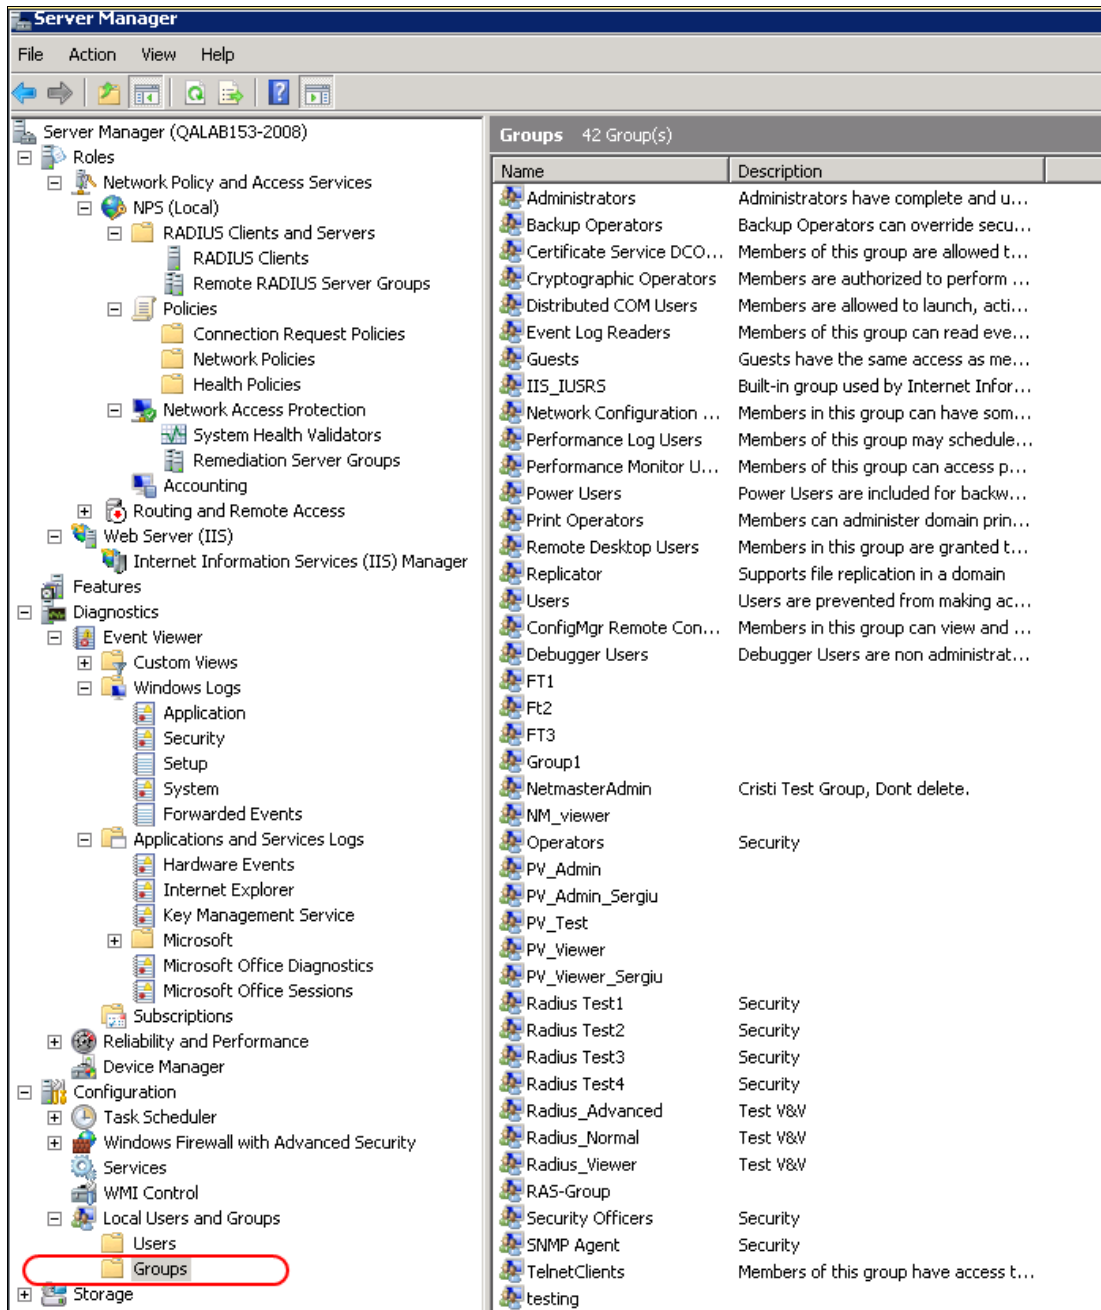 Server Manager
File Action View Help
Server Manager (QALAB153-2008)
Roles
Network Policy and Access Services
NPS (Local)
RADIUS Clients and Servers
RADIUS Clients
Remote RADIUS Server Groups
Policies
Connection Request Policies
Network Policies
Health Policies
Network Access Protection
System Health Validators
Remediation Server Groups
Accounting
Routing and Remote Access
Web Server (IIS)
Internet Information Services (IIS) Manager
Features
Diagnostics
Event Viewer
Custom Views
Windows Logs
Application
Security
Setup
System
Forwarded Events
Applications and Services Logs
Hardware Events
Internet Explorer
Key Management Service
Microsoft
Microsoft Office Diagnostics
Microsoft Office Sessions
Subscriptions
Reliability and Performance
Device Manager
Configuration
Task Scheduler
Windows Firewall with Advanced Security
Services
WMI Control
Local Users and Groups
Users
Groups
Storage
Groups 42 Group(s)
Name Description
Administrators Administrators have complete and u...
Backup Operators Backup Operators can override secu...
Certificate Service DCO... Members of this group are allowed t...
Cryptographic Operators Members are authorized to perform ...
Distributed COM Users Members are allowed to launch, acti...
Event Log Readers Members of this group can read eve...
Guests Guests have the same access as me...
IIS_IUSRS Built-in group used by Internet Infor...
Network Configuration ... Members in this group can have som...
Performance Log Users Members of this group may schedule...
Performance Monitor U... Members of this group can access p...
Power Users Power Users are included for backw...
Print Operators Members can administer domain prin...
Remote Desktop Users Members in this group are granted t...
Replicator Supports file replication in a domain
Users Users are prevented from making ac...
ConfigMgr Remote Con... Members in this group can view and ...
Debugger Users Debugger Users are non administrat...
FT1
Ft2
FT3
Group1
NetmasterAdmin Cristi Test Group, Dont delete.
NM_viewer
Operators Security
PV_Admin
PV_Admin_Sergiu
PV_Test
PV_Viewer
PV_Viewer_Sergiu
Radius Test1 Security
Radius Test2 Security
Radius Test3 Security
Radius Test4 Security
Radius_Advanced Test V&V
Radius_Normal Test V&V
Radius_Viewer Test V&V
RAS-Group
Security Officers Security
SNMP Agent Security
TelnetClients Members of this group have access t...
testing